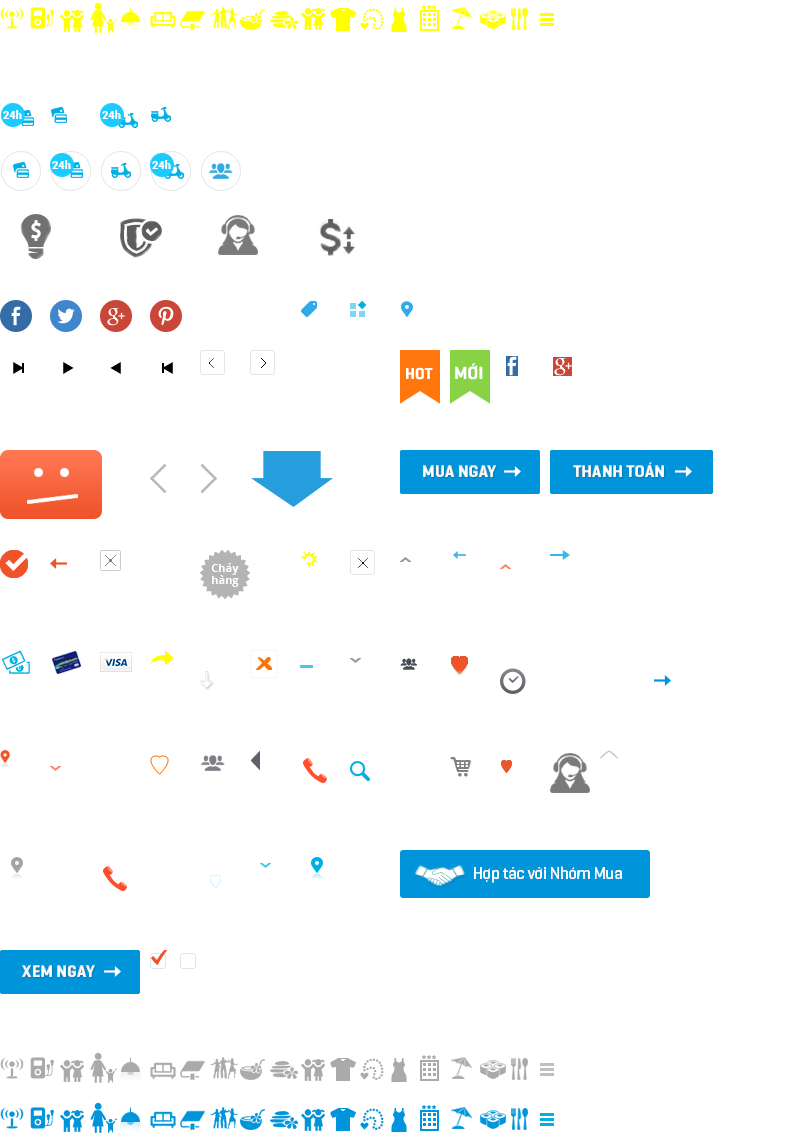 24h
24h
24h
24h
HOT
MỚI
MUA NGAY
THANH TOÁN
Cháy
hàng
VISA
Hợp tác với Nhóm Mua
XEM NGAY